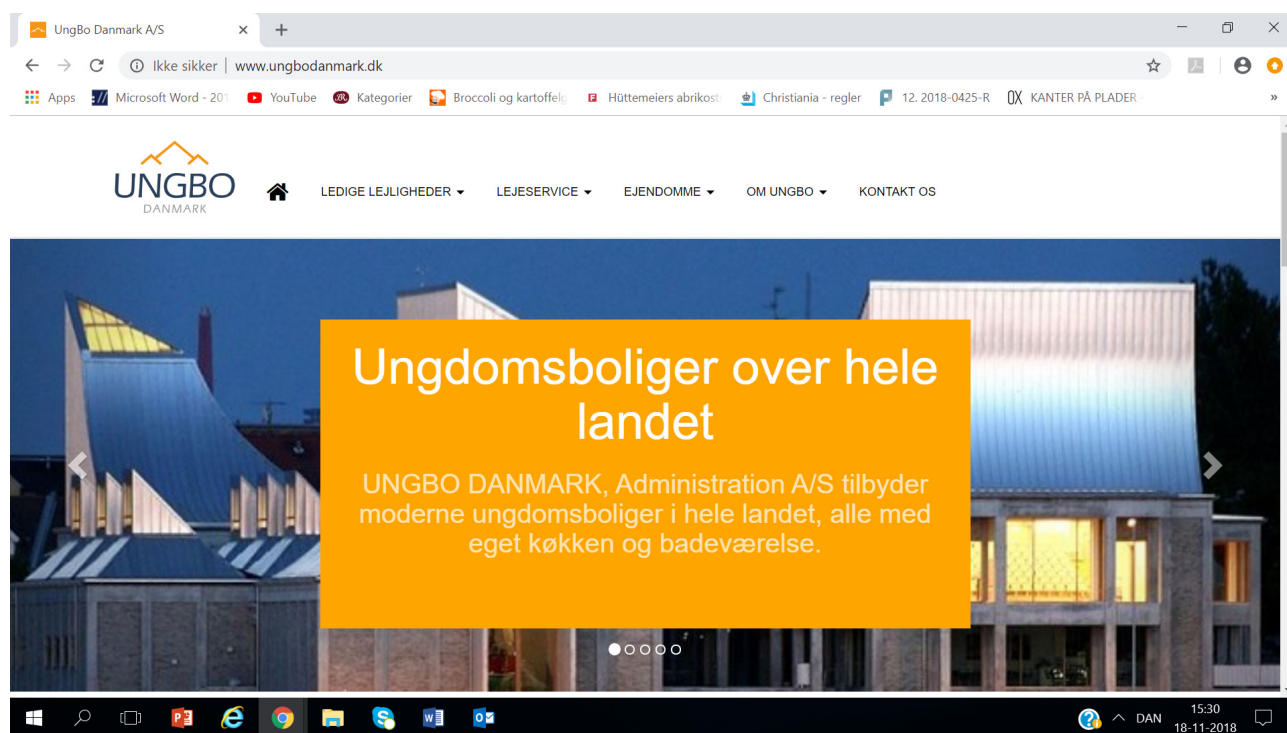 UngBo Danmark A/S
Ikke sikker | www.ungbodanmark.dk
Apps Microsoft Word - 201 YouTube Kategorier Broccoli og kartoffelg Hüttemeiers abrikost Christiania - regler 12. 2018-0425-R KANTER PÅ PLADER - »
UNGBO
DANMARK
LEDIGE LEJLIGHEDER LEJESERVICE EJENDOMME OM UNGBO KONTAKT OS
Ungdomsboliger over hele
landet
UNGBO DANMARK, Administration A/S tilbyder
moderne ungdomsboliger i hele landet, alle med
eget køkken og badeværelse.
DAN
15:30
18-11-2018